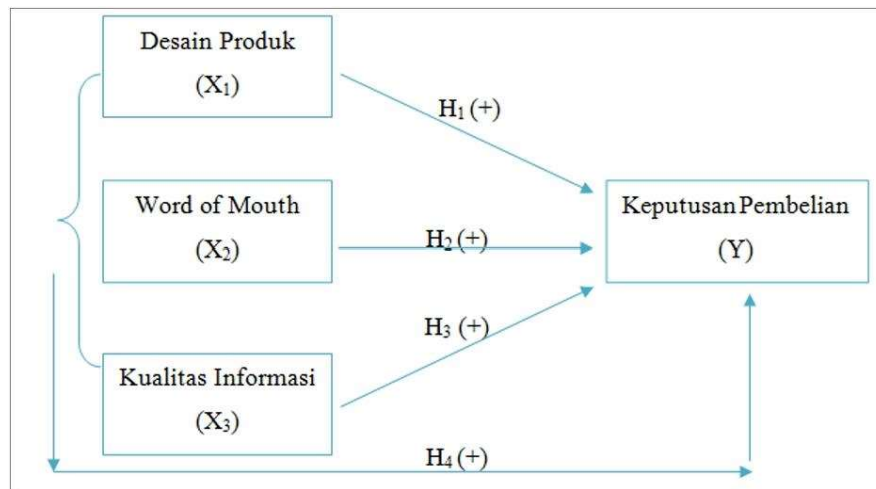 Desain Produk
(X₁)
H₁ (+)
Word of Mouth
(X₂)
H₂ (+)
Keputusan Pembelian
(Y)
H₃ (+)
Kualitas Informasi
(X₃)
H₄ (+)